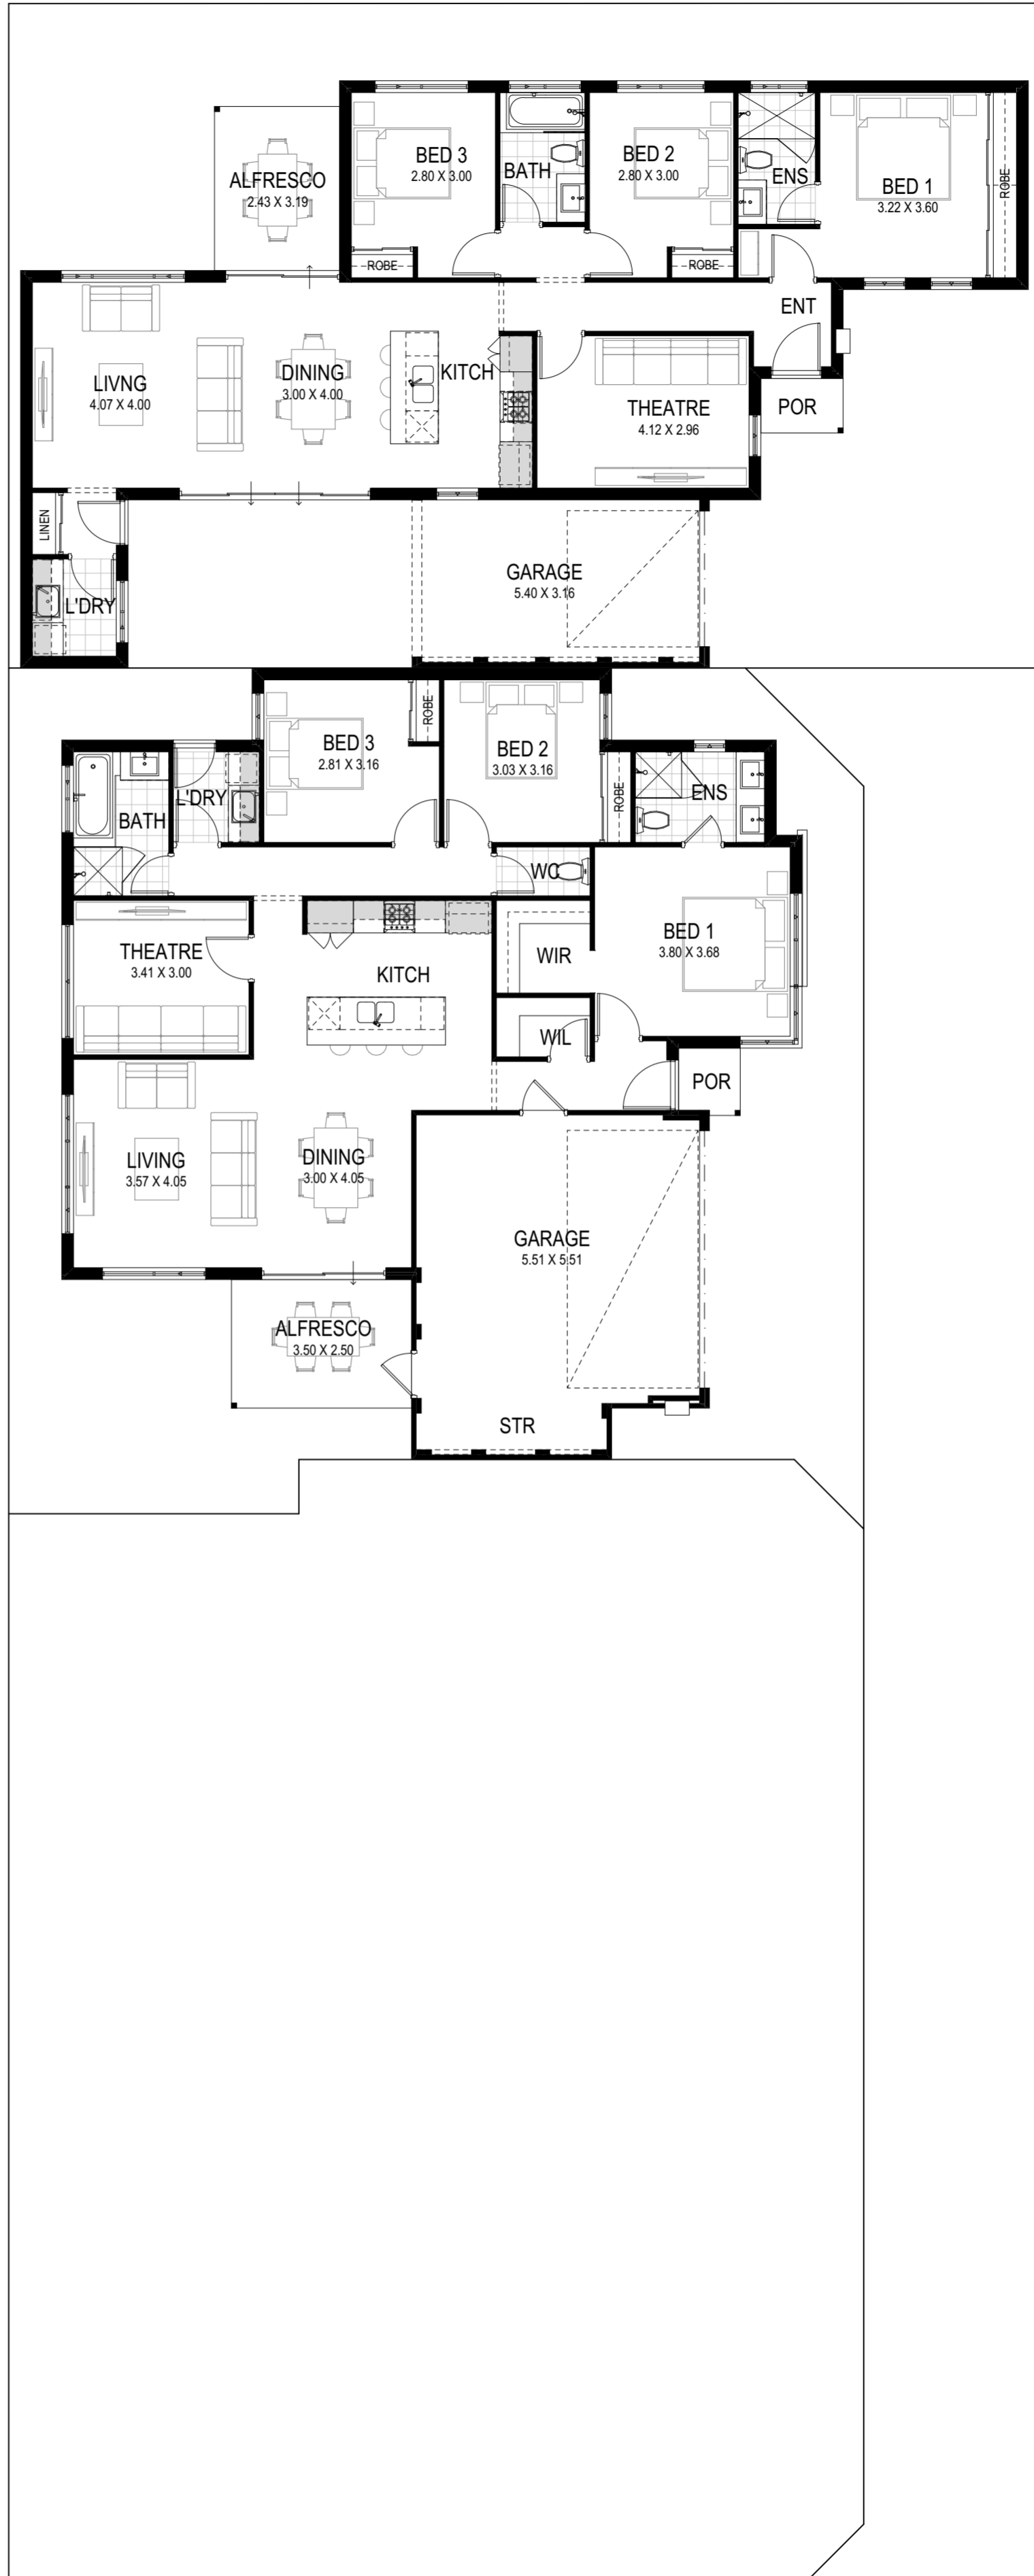 BED 3
2.80 X 3.00
BATH
BED 2
2.80 X 3.00
ENS
BED 1
3.22 X 3.60
ROBE
ALFRESCO
2.43 X 3.19
ROBE
ROBE
ENT
LIVNG
4.07 X 4.00
DINING
3.00 X 4.00
KITCH
THEATRE
4.12 X 2.96
POR
LINEN
L'DRY
GARAGE
5.40 X 3.16
BED 3
2.81 X 3.16
ROBE
BED 2
3.03 X 3.16
ROBE
ENS
BATH
L'DRY
WC
THEATRE
3.41 X 3.00
KITCH
WIR
BED 1
3.80 X 3.68
WIL
POR
LIVING
3.57 X 4.05
DINING
3.00 X 4.05
GARAGE
5.51 X 5.51
ALFRESCO
3.50 X 2.50
STR